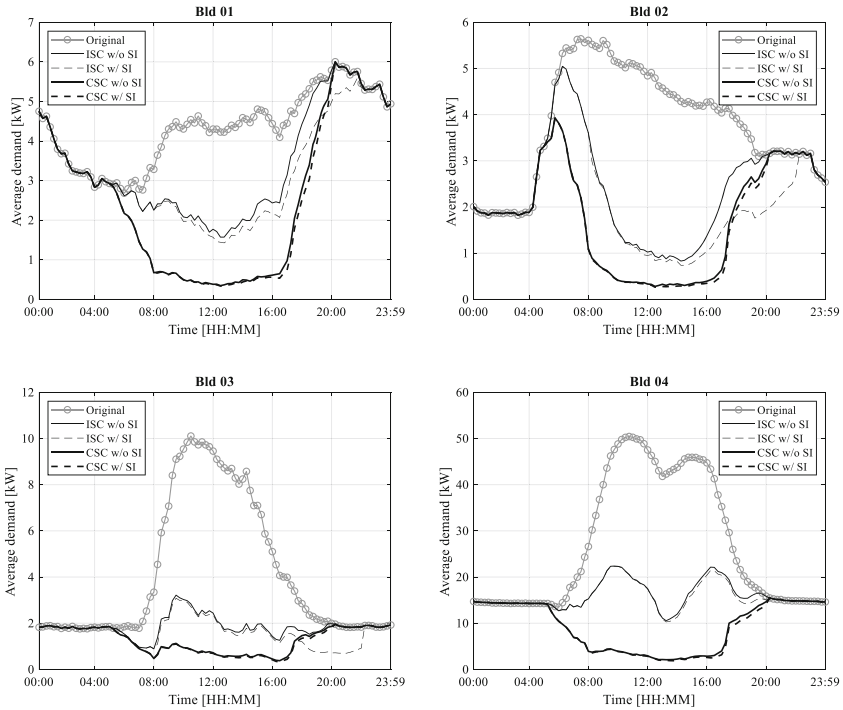 Bld 01
Average demand [kW]
7
6
5
4
3
2
1
0
Original
ISC w/o SI
ISC w/ SI
CSC w/o SI
CSC w/ SI
00:00 04:00 08:00 12:00 16:00 20:00 23:59
Time [HH:MM]
Bld 02
Average demand [kW]
6
5
4
3
2
1
0
Original
ISC w/o SI
ISC w/ SI
CSC w/o SI
CSC w/ SI
00:00 04:00 08:00 12:00 16:00 20:00 23:59
Time [HH:MM]
Bld 03
Average demand [kW]
12
10
8
6
4
2
0
Original
ISC w/o SI
ISC w/ SI
CSC w/o SI
CSC w/ SI
00:00 04:00 08:00 12:00 16:00 20:00 23:59
Time [HH:MM]
Bld 04
Average demand [kW]
60
50
40
30
20
10
0
Original
ISC w/o SI
ISC w/ SI
CSC w/o SI
CSC w/ SI
00:00 04:00 08:00 12:00 16:00 20:00 23:59
Time [HH:MM]